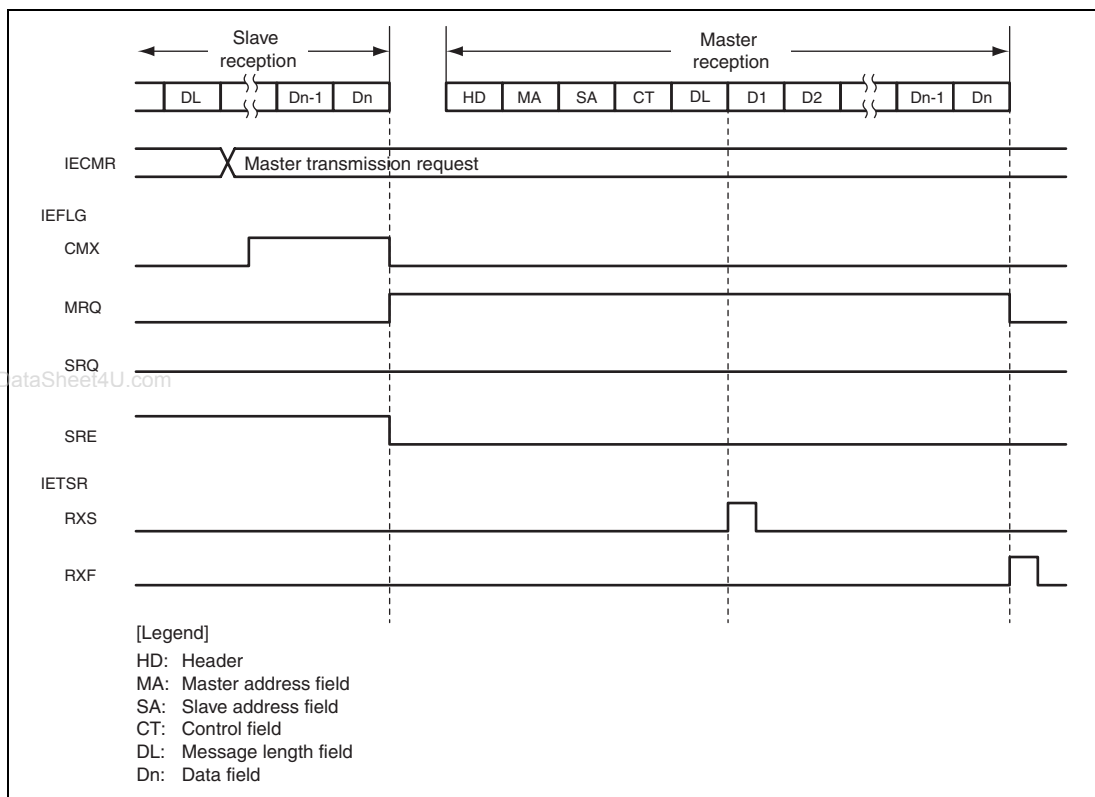 Slave
reception
Master
reception
DL Dn-1 Dn HD MA SA CT DL D1 D2 Dn-1 Dn
IECMR Master transmission request
IEFLG
CMX
MRQ
SRQ
DataSheet4U.com
SRE
IETSR
RXS
RXF
[Legend]
HD: Header
MA: Master address field
SA: Slave address field
CT: Control field
DL: Message length field
Dn: Data field